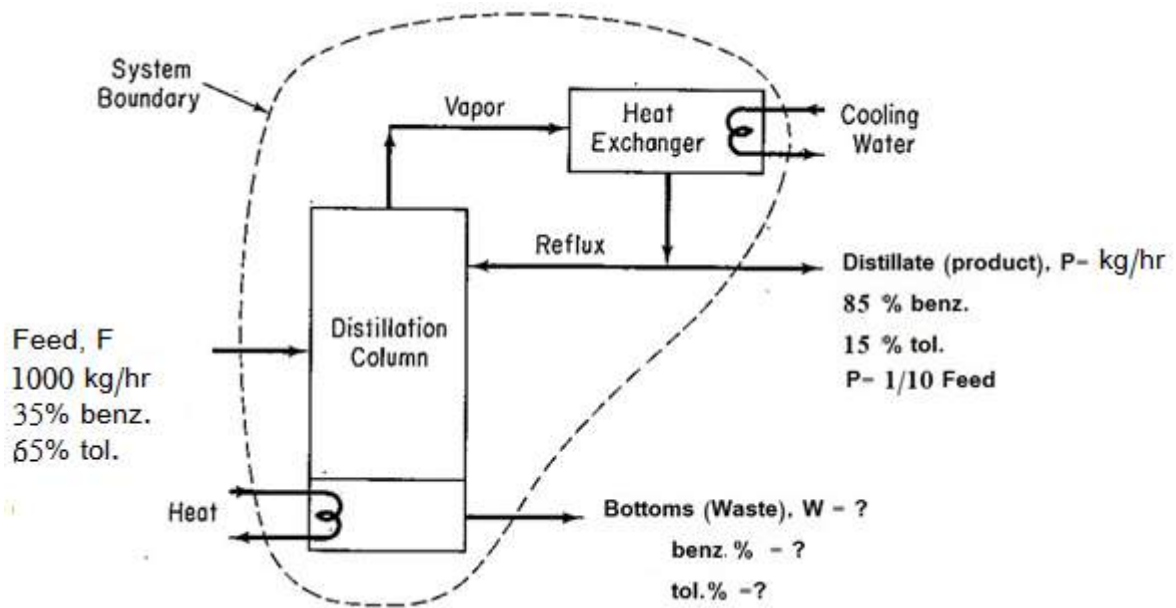 System
Boundary
Vapor
Heat
Exchanger
Cooling
Water
Reflux
Distillate (product), P= kg/hr
85 % benz.
15 % tol.
P= 1/10 Feed
Distillation
Column
Feed, F
1000 kg/hr
35% benz.
65% tol.
Heat
Bottoms (Waste), W = ?
benz. % = ?
tol.% =?